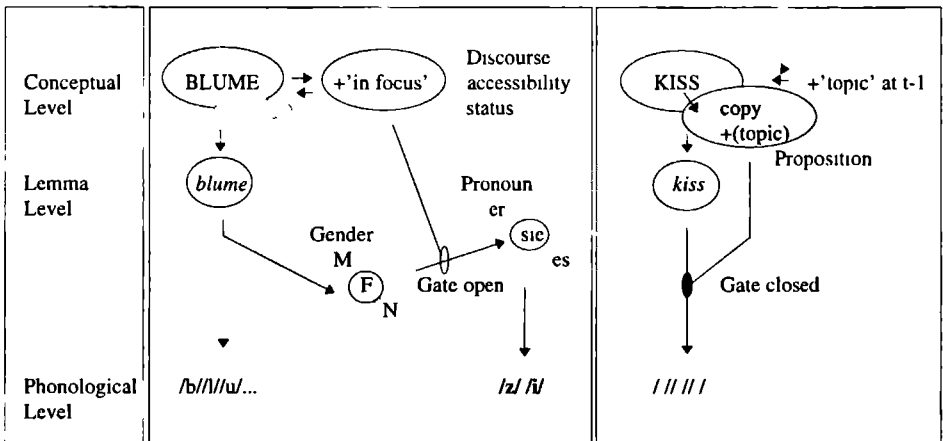 Conceptual
Level
Lemma
Level
Phonological
Level
BLUME
+'in focus'
Discourse
accessibility
status
blume
Pronoun
er
sie
es
Gender
M
F
N
Gate open
/b//l//u/...
/z/ /i/
KISS
+'topic' at t-1
copy
+(topic)
Proposition
kiss
Gate closed
/ // // /